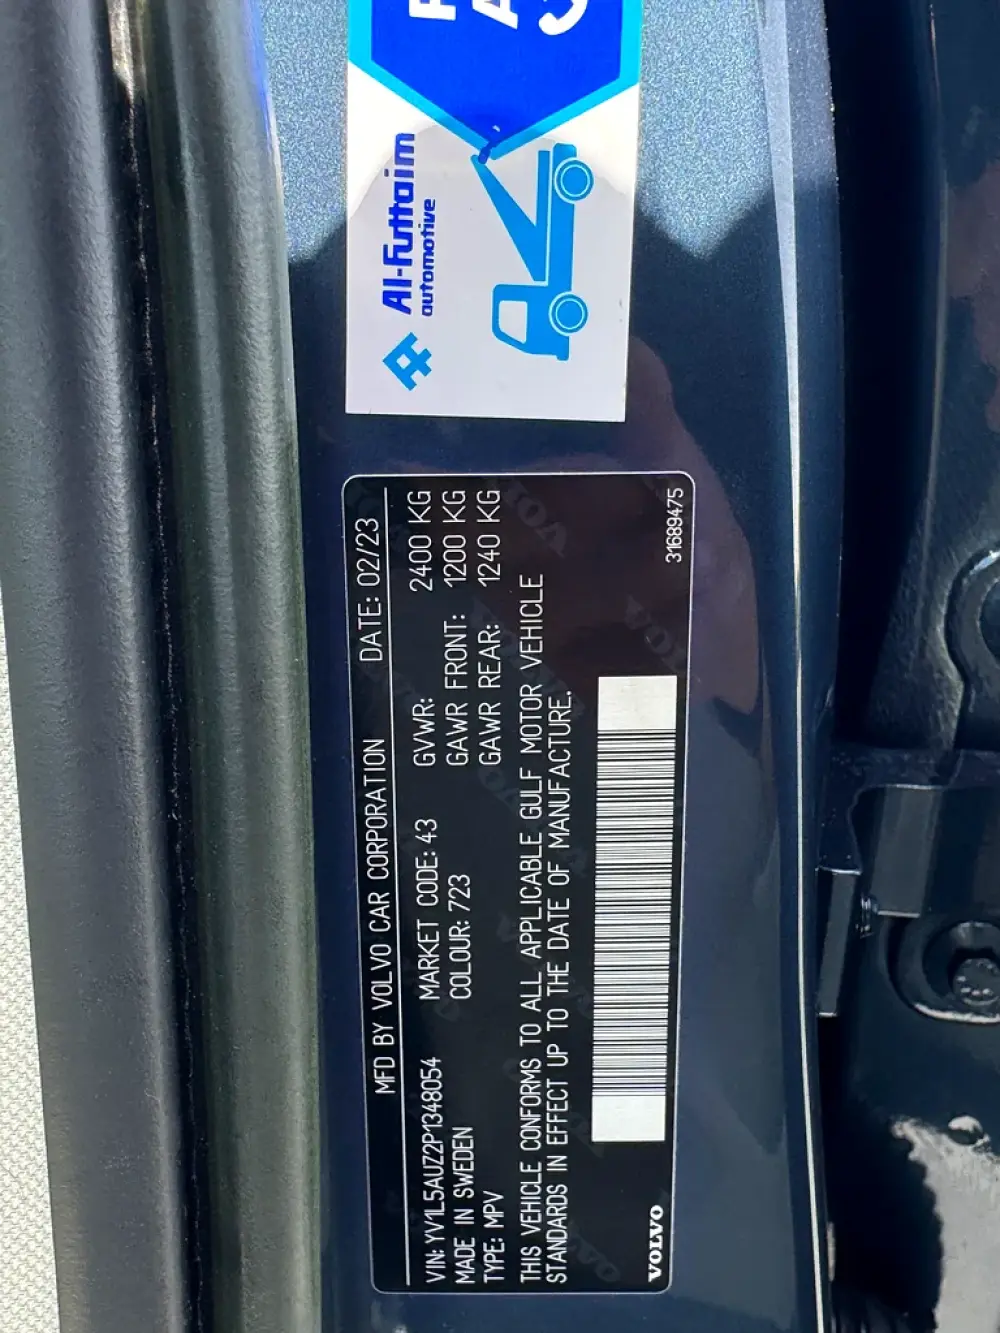 Al-Futtaim
automotive
MFD BY VOLVO CAR CORPORATION DATE: 02/23
VIN: YV1L5AUZ2P1348054 MARKET CODE: 43 GVWR: 2400 KG
MADE IN SWEDEN COLOUR: 723 GAWR FRONT: 1200 KG
TYPE: MPV GAWR REAR: 1240 KG
THIS VEHICLE CONFORMS TO ALL APPLICABLE GULF MOTOR VEHICLE
STANDARDS IN EFFECT UP TO THE DATE OF MANUFACTURE.
VOLVO 31689475